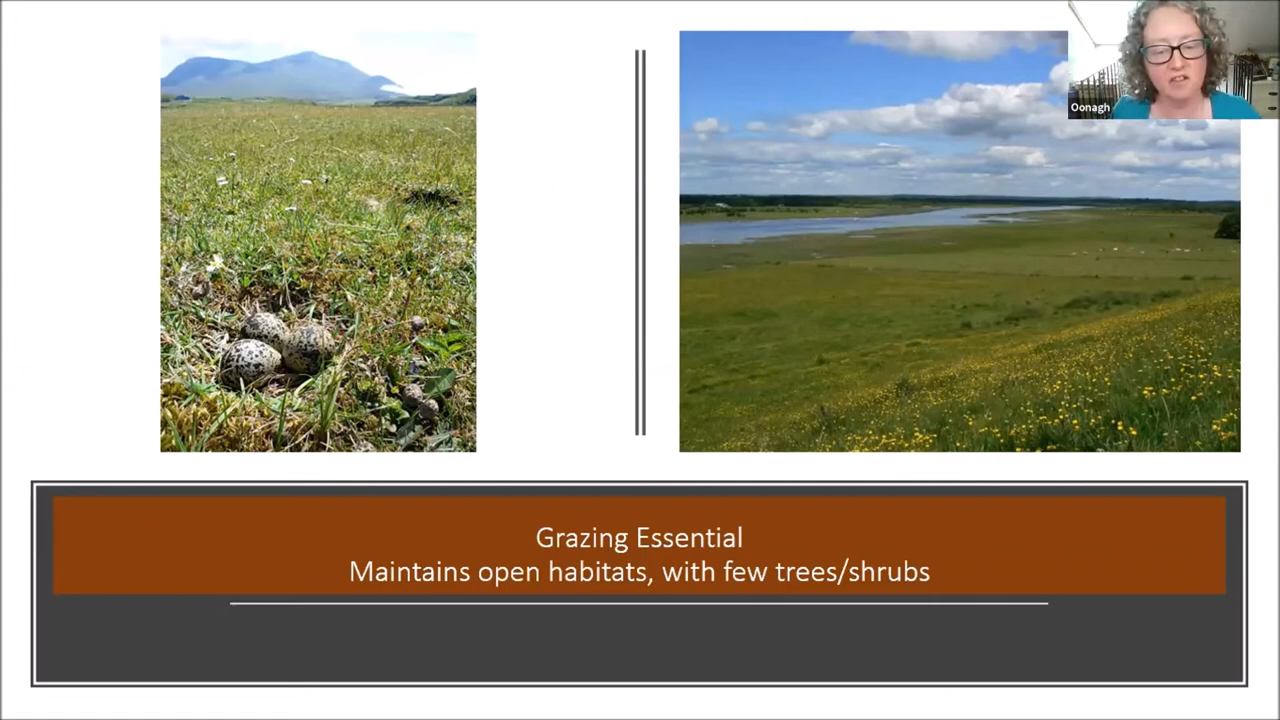 Oonagh
Grazing Essential
Maintains open habitats, with few trees/shrubs